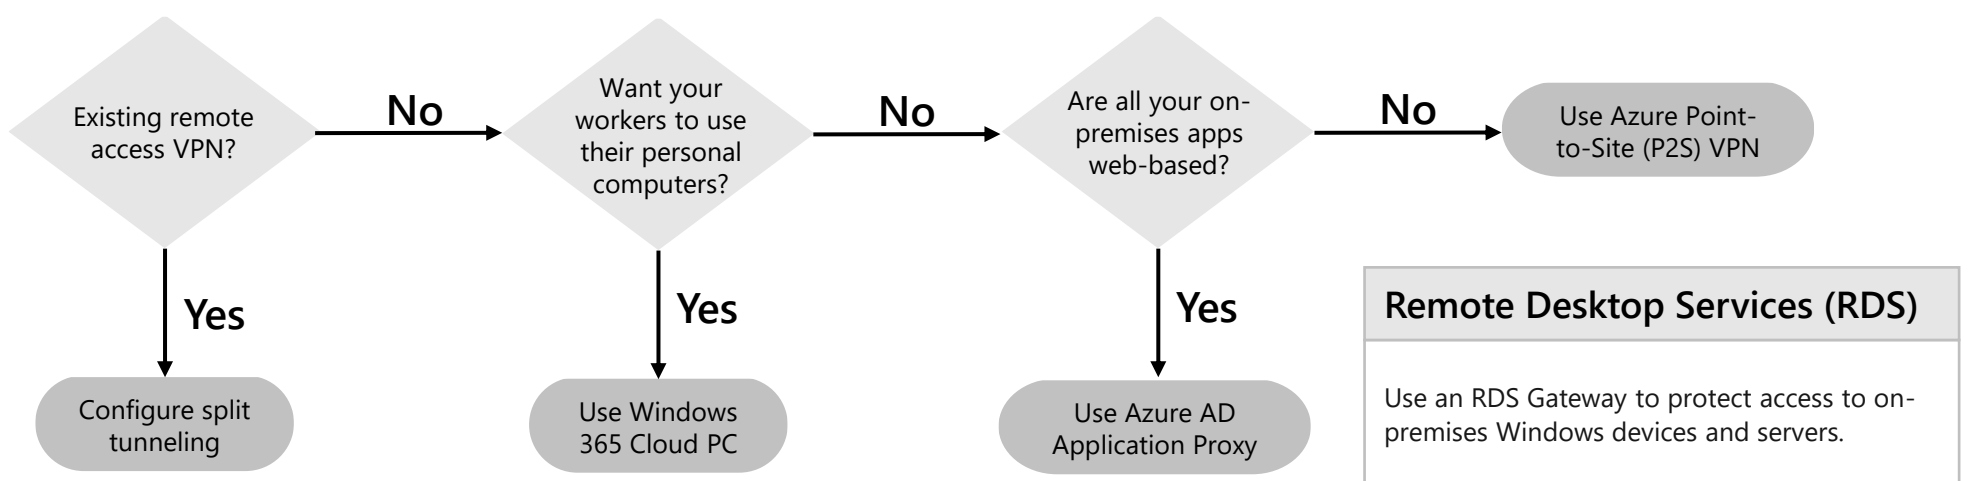 Existing remote
access VPN?
No
Want your
workers to use
their personal
computers?
No
Are all your on-
premises apps
web-based?
No
Use Azure Point-
to-Site (P2S) VPN
Yes
Yes
Yes
Configure split
tunneling
Use Windows
365 Cloud PC
Use Azure AD
Application Proxy
Remote Desktop Services (RDS)
Use an RDS Gateway to protect access to on-
premises Windows devices and servers.